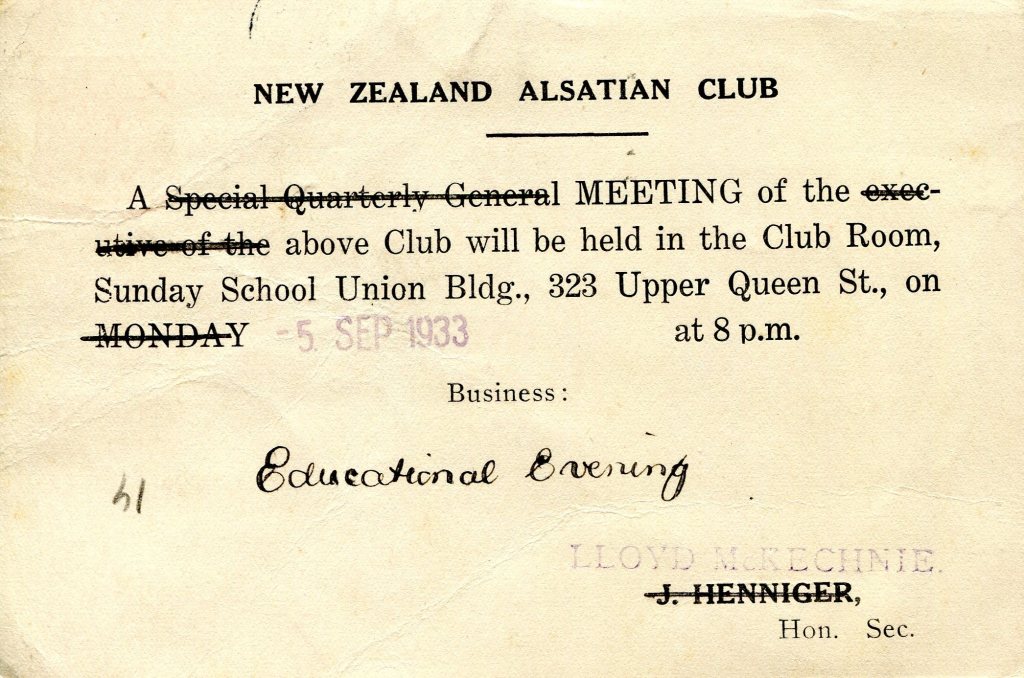 NEW ZEALAND ALSATIAN CLUB
A Special Quarterly General MEETING of the exec-
utive of the above Club will be held in the Club Room,
Sunday School Union Bldg., 323 Upper Queen St., on
MONDAY -5 SEP 1933 at 8 p.m.
Business:
Educational Evening
LLOYD McKECHNIE.
J. HENNIGER,
Hon. Sec.